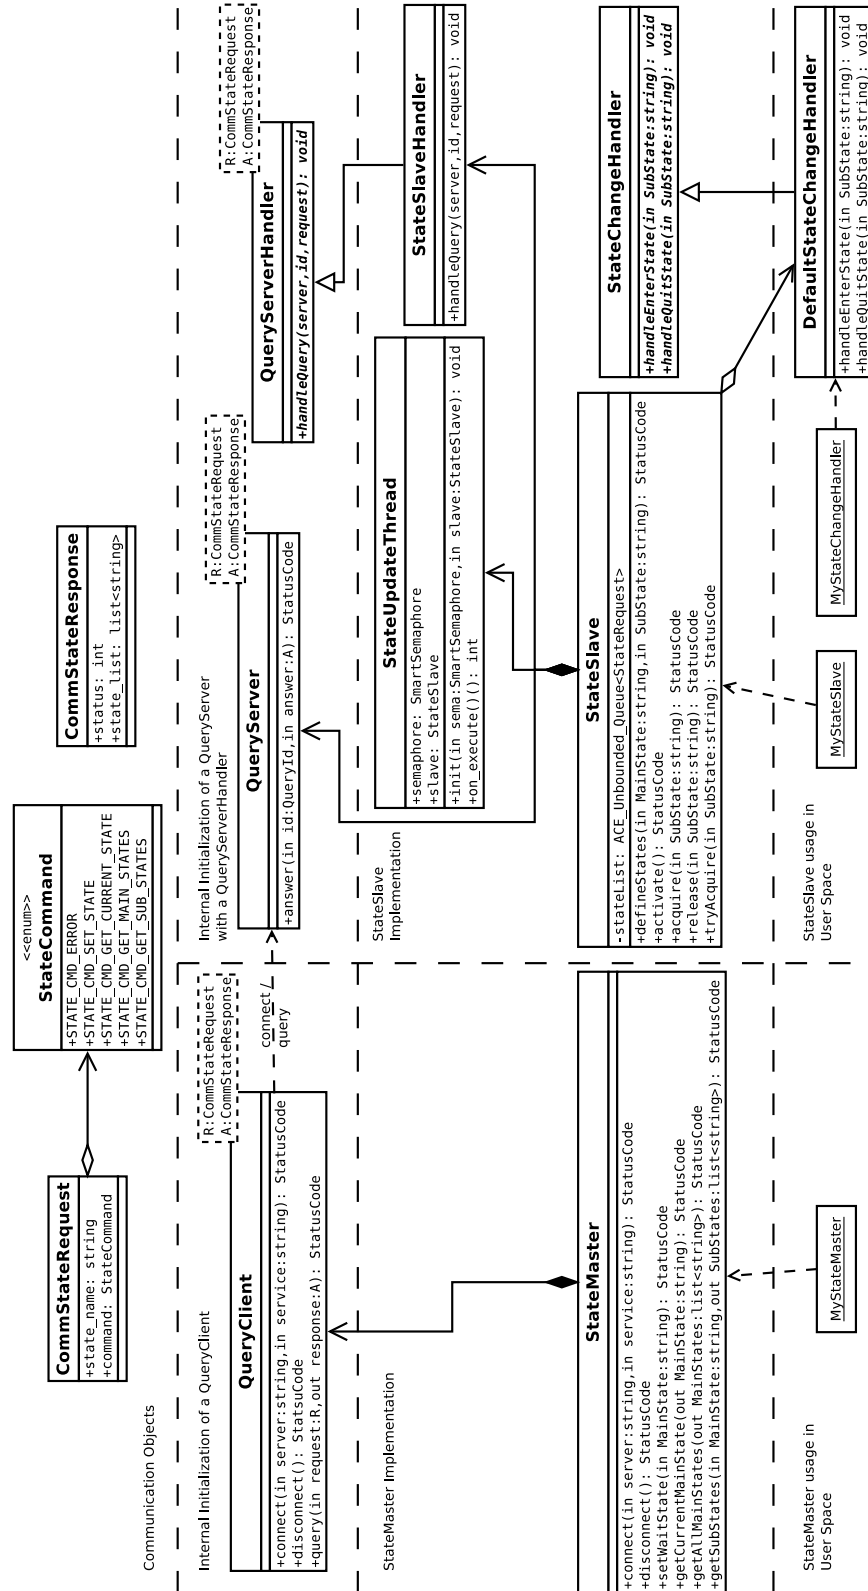 Communication Objects
CommStateRequest
+state_name: string
+command: StateCommand
<<enum>>
StateCommand
+STATE_CMD_ERROR
+STATE_CMD_SET_STATE
+STATE_CMD_GET_CURRENT_STATE
+STATE_CMD_GET_MAIN_STATES
+STATE_CMD_GET_SUB_STATES
CommStateResponse
+status: int
+state_list: list<string>
Internal Initialization of a QueryClient
R:CommStateRequest
A:CommStateResponse
QueryClient
+connect(in server:string,in service:string): StatusCode
+disconnect(): StatsuCode
+query(in request:R,out response:A): StatusCode
connect /
query
Internal Initialization of a QueryServer
with a QueryServerHandler
R:CommStateRequest
A:CommStateResponse
QueryServer
+answer(in id:QueryId,in answer:A): StatusCode
R:CommStateRequest
A:CommStateResponse
QueryServerHandler
+handleQuery(server,id,request): void
StateMaster Implementation
StateMaster
+connect(in server:string,in service:string): StatusCode
+disconnect(): StatusCode
+setWaitState(in MainState:string): StatusCode
+getCurrentMainState(out MainState:string): StatusCode
+getAllMainStates(out MainStates:list<string>): StatusCode
+getSubStates(in MainState:string,out SubStates:list<string>): StatusCode
StateSlave
Implementation
StateUpdateThread
+semaphore: SmartSemaphore
+slave: StateSlave
+init(in sema:SmartSemaphore,in slave:StateSlave): void
+on_execute()(): int
StateSlaveHandler
+handleQuery(server,id,request): void
StateSlave
-stateList: ACE_Unbounded_Queue<StateRequest>
+defineStates(in MainState:string,in SubState:string): StatusCode
+activate(): StatusCode
+acquire(in SubState:string): StatusCode
+release(in SubState:string): StatusCode
+tryAcquire(in SubState:string): StatusCode
StateChangeHandler
+handleEnterState(in SubState:string): void
+handleQuitState(in SubState:string): void
StateMaster usage in
User Space
MyStateMaster
StateSlave usage in
User Space
MyStateSlave
MyStateChangeHandler
DefaultStateChangeHandler
+handleEnterState(in SubState:string): void
+handleQuitState(in SubState:string): void